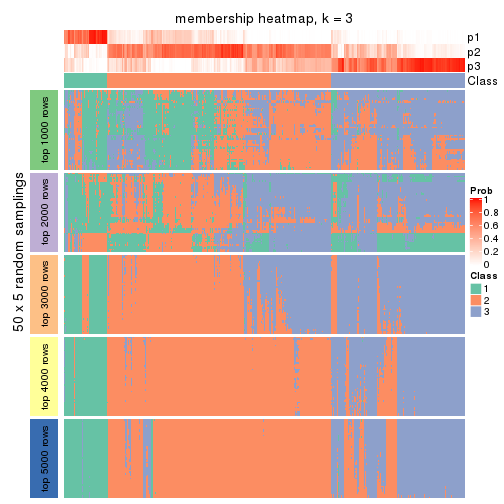 membership heatmap, k = 3
p1
p2
p3
Class
50 x 5 random samplings
top 1000 rows
top 2000 rows
top 3000 rows
top 4000 rows
top 5000 rows
Prob
1
0.8
0.6
0.4
0.2
0
Class
1
2
3